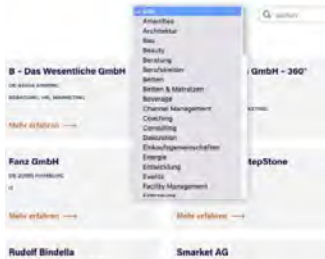 Amenities
Architektur
Bau
Beauty
Beratung
Berufskleider
Betten
Betten & Matratzen
Beverage
Channel Management
Coaching
Consulting
Dekoration
Einkaufsgemeinschaften
Energie
Entwicklung
Events
Facility Management
suchen
B - Das Wesentliche GmbH
GmbH - 360°
Mehr erfahren
Fanz GmbH
tepStone
Mehr erfahren
Mehr erfahren
Rudolf Bindella
Smarket AG